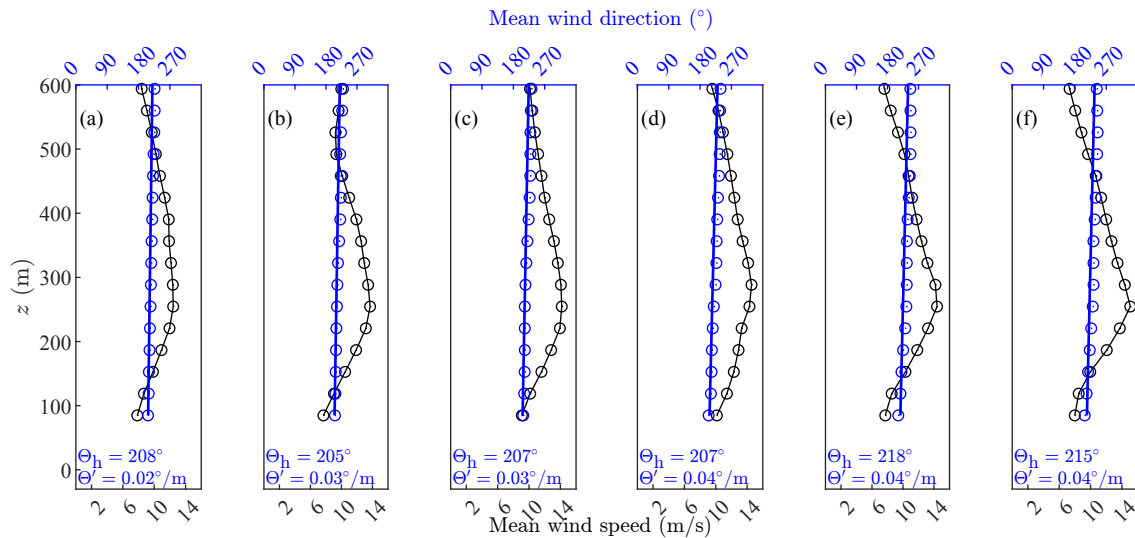 Mean wind direction (°)
0 90 180 270 0 90 180 270 0 90 180 270 0 90 180 270 0 90 180 270 0 90 180 270
600
(a) (b) (c) (d) (e) (f)
500
400
300
z (m)
200
100
0
Θh = 208° Θh = 205° Θh = 207° Θh = 207° Θh = 218° Θh = 215°
Θ′ = 0.02°/m Θ′ = 0.03°/m Θ′ = 0.03°/m Θ′ = 0.04°/m Θ′ = 0.04°/m Θ′ = 0.04°/m
2 6 10 14 2 6 10 14 2 6 10 14 2 6 10 14 2 6 10 14 2 6 10 14
Mean wind speed (m/s)